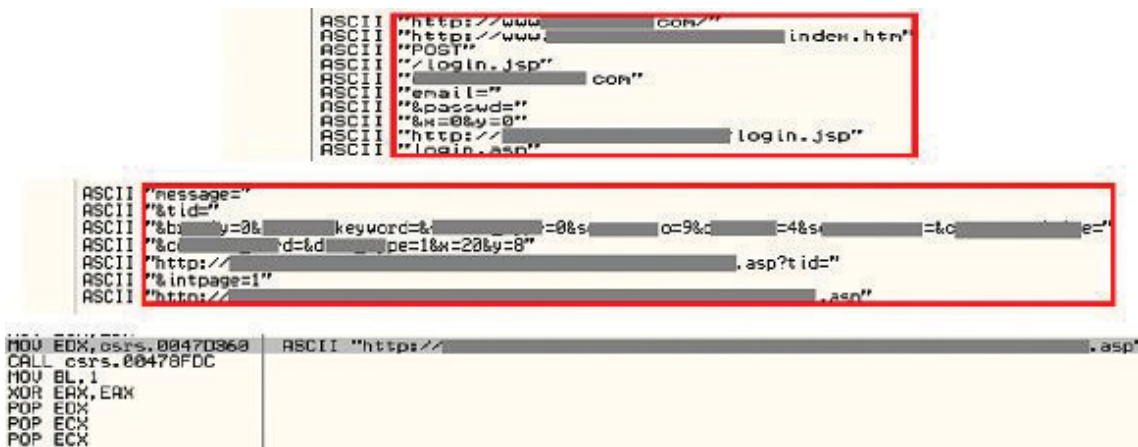 ASCII "http://www com/"
ASCII "http://www. index.htm"
ASCII "POST"
ASCII "/login.jsp"
ASCII " com"
ASCII "email="
ASCII "&passwd="
ASCII "&x=0&y=0"
ASCII "http:// login.jsp"
ASCII "login.asp"
ASCII "message="
ASCII "&tid="
ASCII "&b y=0& keyword=& =0&s o=9&c =4&s =&c e="
ASCII "&c d=&d pe=1&x=20&y=8"
ASCII "http:// .asp?tid="
ASCII "&intpage=1"
ASCII "http:// .asp"
MOV EDX,csrs.0047D360 ASCII "http:// .asp"
CALL csrs.00478FDC
MOV BL,1
XOR EAX,EAX
POP EDX
POP ECX
POP ECX